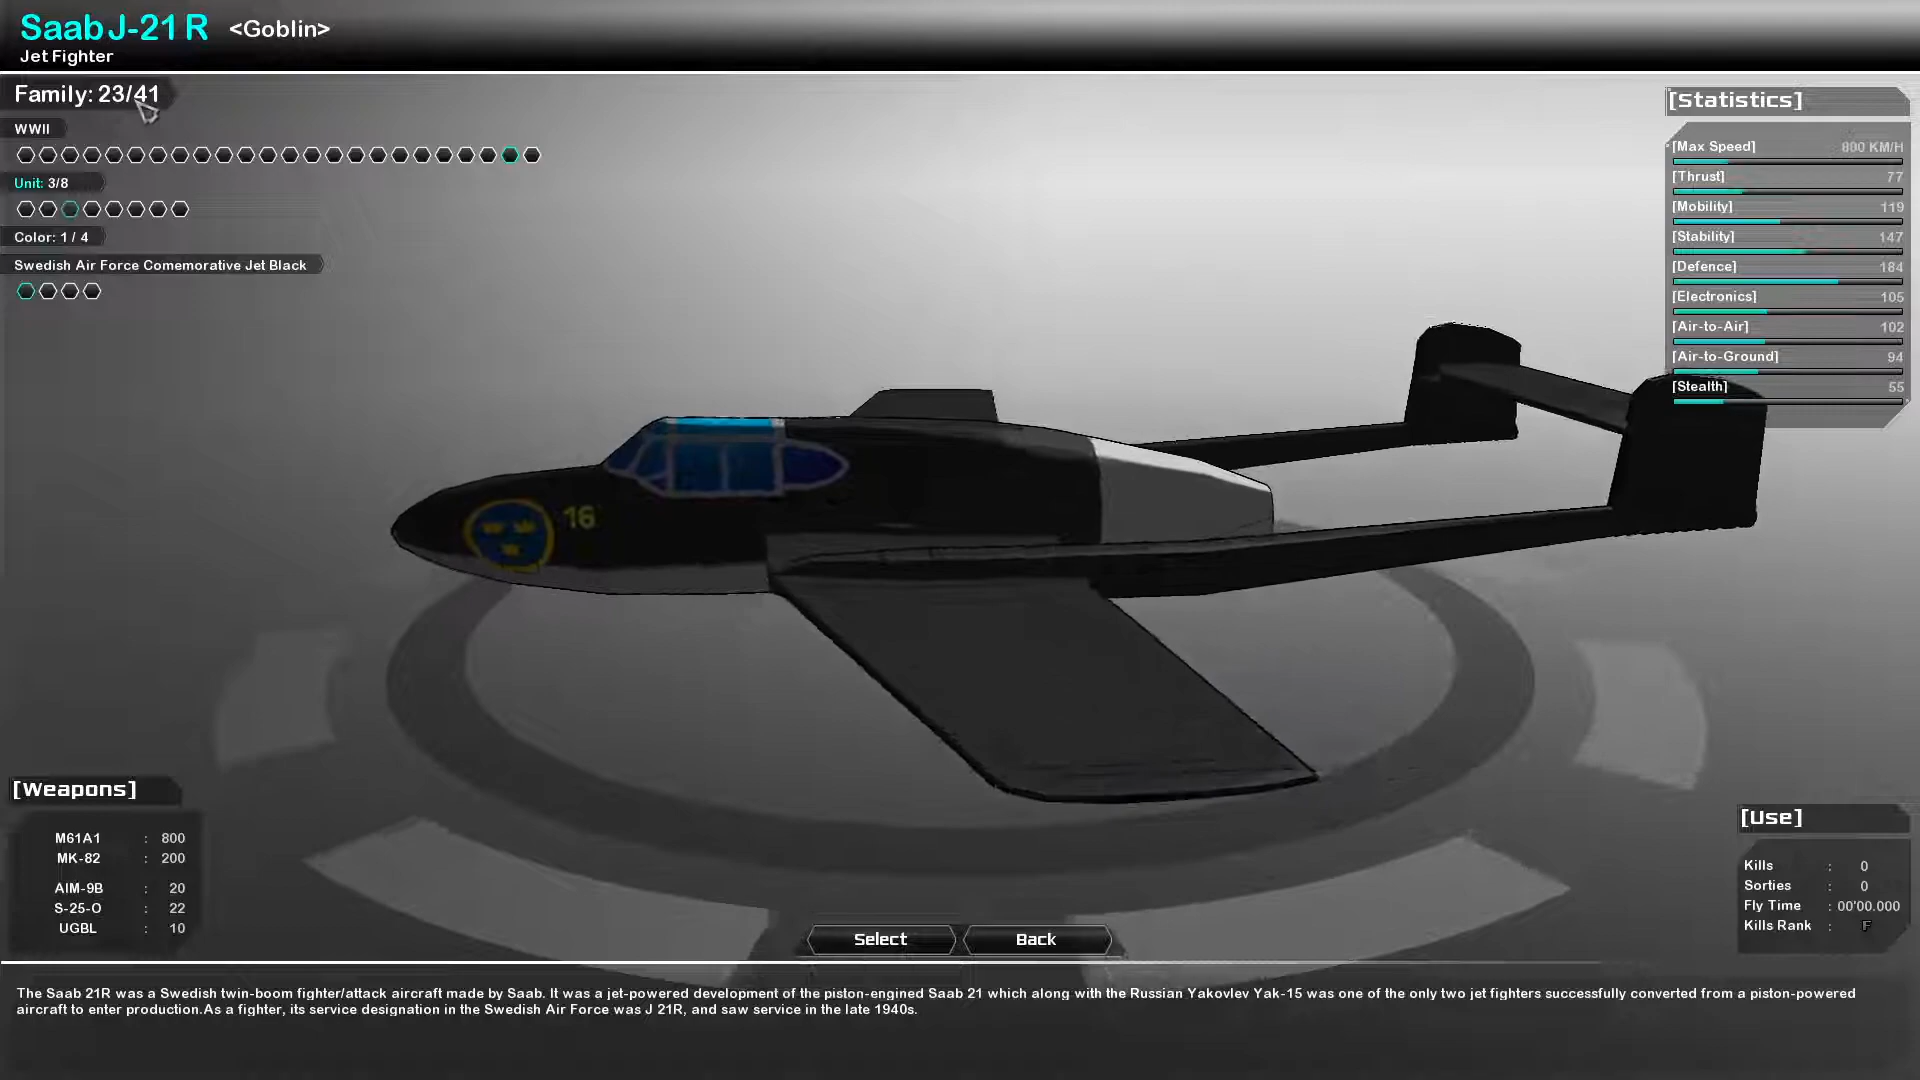 Saab J-21 R <Goblin>
Jet Fighter
Family: 23/41
WWII
Unit: 3/8
Color: 1 / 4
Swedish Air Force Comemorative Jet Black
[Statistics]
[Max Speed] 800 KM/H
[Thrust] 77
[Mobility] 119
[Stability] 147
[Defence] 184
[Electronics] 105
[Air-to-Air] 102
[Air-to-Ground] 94
[Stealth] 55
16
[Weapons]
M61A1 : 800
MK-82 : 200
AIM-9B : 20
S-25-O : 22
UGBL : 10
[Use]
Kills : 0
Sorties : 0
Fly Time : 00'00.000
Kills Rank : F
Select Back
The Saab 21R was a Swedish twin-boom fighter/attack aircraft made by Saab. It was a jet-powered development of the piston-engined Saab 21 which along with the Russian Yakovlev Yak-15 was one of the only two jet fighters successfully converted from a piston-powered
aircraft to enter production.As a fighter, its service designation in the Swedish Air Force was J 21R, and saw service in the late 1940s.